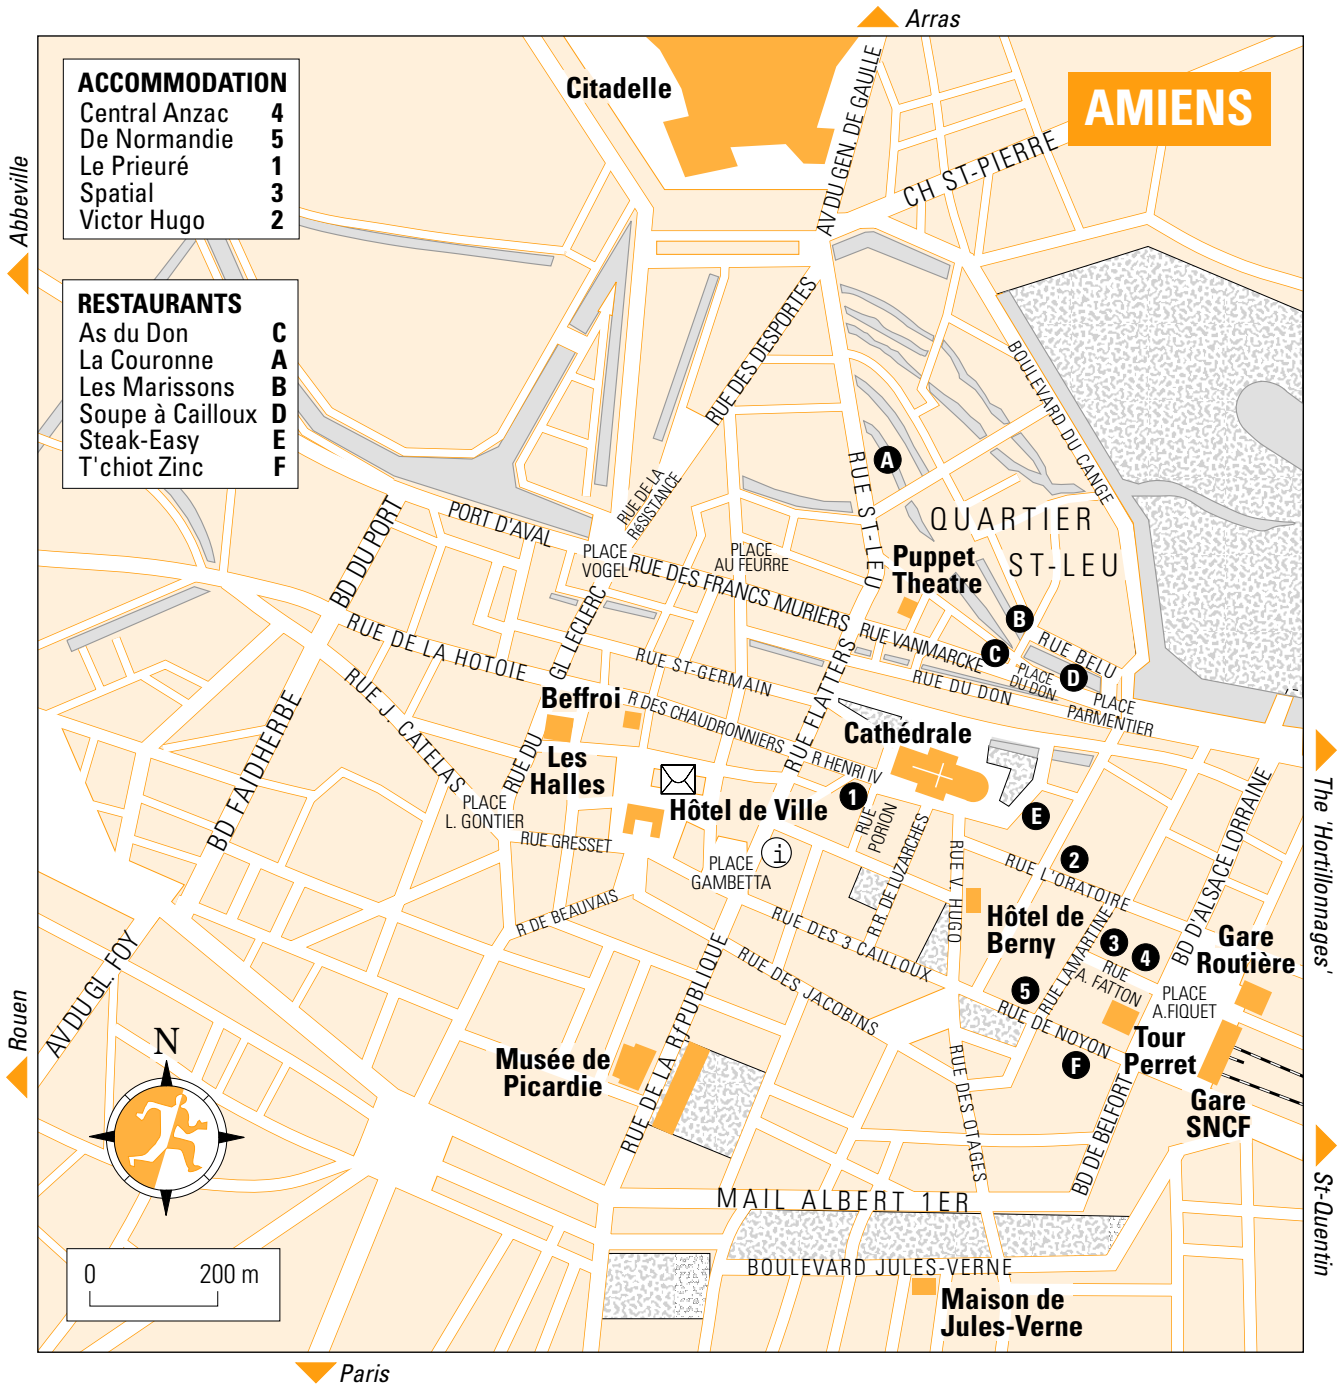 Arras
AMIENS
ACCOMMODATION
Central Anzac 4
De Normandie 5
Le Prieuré 1
Spatial 3
Victor Hugo 2
RESTAURANTS
As du Don C
La Couronne A
Les Marissons B
Soupe à Cailloux D
Steak-Easy E
T'chiot Zinc F
Citadelle
AV DU GEN. DE GAULLE
CH ST-PIERRE
Abbeville
RUE DES DESPORTES
BOULEVARD DU CANGE
A
RUE ST-LEU
RUE DE LA
RéSISTANCE
BD DU PORT
PORT D'AVAL
QUARTIER
ST-LEU
PLACE
VOGEL
PLACE
AU FEURRE
Puppet
Theatre
RUE DES FRANCS MURIERS
GL LECLERC
B
RUE DE LA HOTOIE
RUE VANMARCKE
C
RUE BELU
RUE ST-GERMAIN
RUE FLATTERS
RUE DU DON
PLACE
DU DON
D
PLACE
PARMENTIER
RUE J. CATELAS
Beffroi
R DES CHAUDRONNIERS
Cathédrale
BD FAIDHERBE
RUE DU
Les
Halles
R HENRI IV
The 'Hortillonnages'
PLACE
L. GONTIER
Hôtel de Ville
1
RUE
PORION
E
BD D'ALSACE LORRAINE
RUE GRESSET
PLACE
GAMBETTA
i
R R. DE LUZARCHES
RUE V. HUGO
2
RUE L'ORATOIRE
R DE BEAUVAIS
RUE DES 3 CAILLOUX
Hôtel de
Berny
RUE LAMARTINE
3
4
Gare
Routière
AV DU GL. FOY
RUE DES JACOBINS
5
RUE
A. FATTON
PLACE
A.FIQUET
Rouen
N
RUE DE NOYON
Tour
Perret
Musée de
Picardie
RUE DE LA RƒPUBLIQUE
F
RUE DES OTAGES
BD DE BELFORT
Gare
SNCF
MAIL ALBERT 1ER
St-Quentin
0 200 m
BOULEVARD JULES-VERNE
Maison de
Jules-Verne
Paris